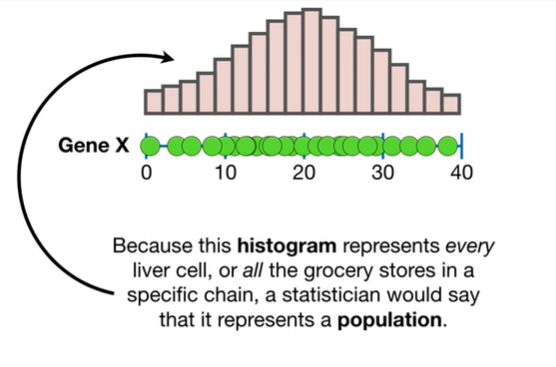 Gene X
0 10 20 30 40
Because this histogram represents every
liver cell, or all the grocery stores in a
specific chain, a statistician would say
that it represents a population.